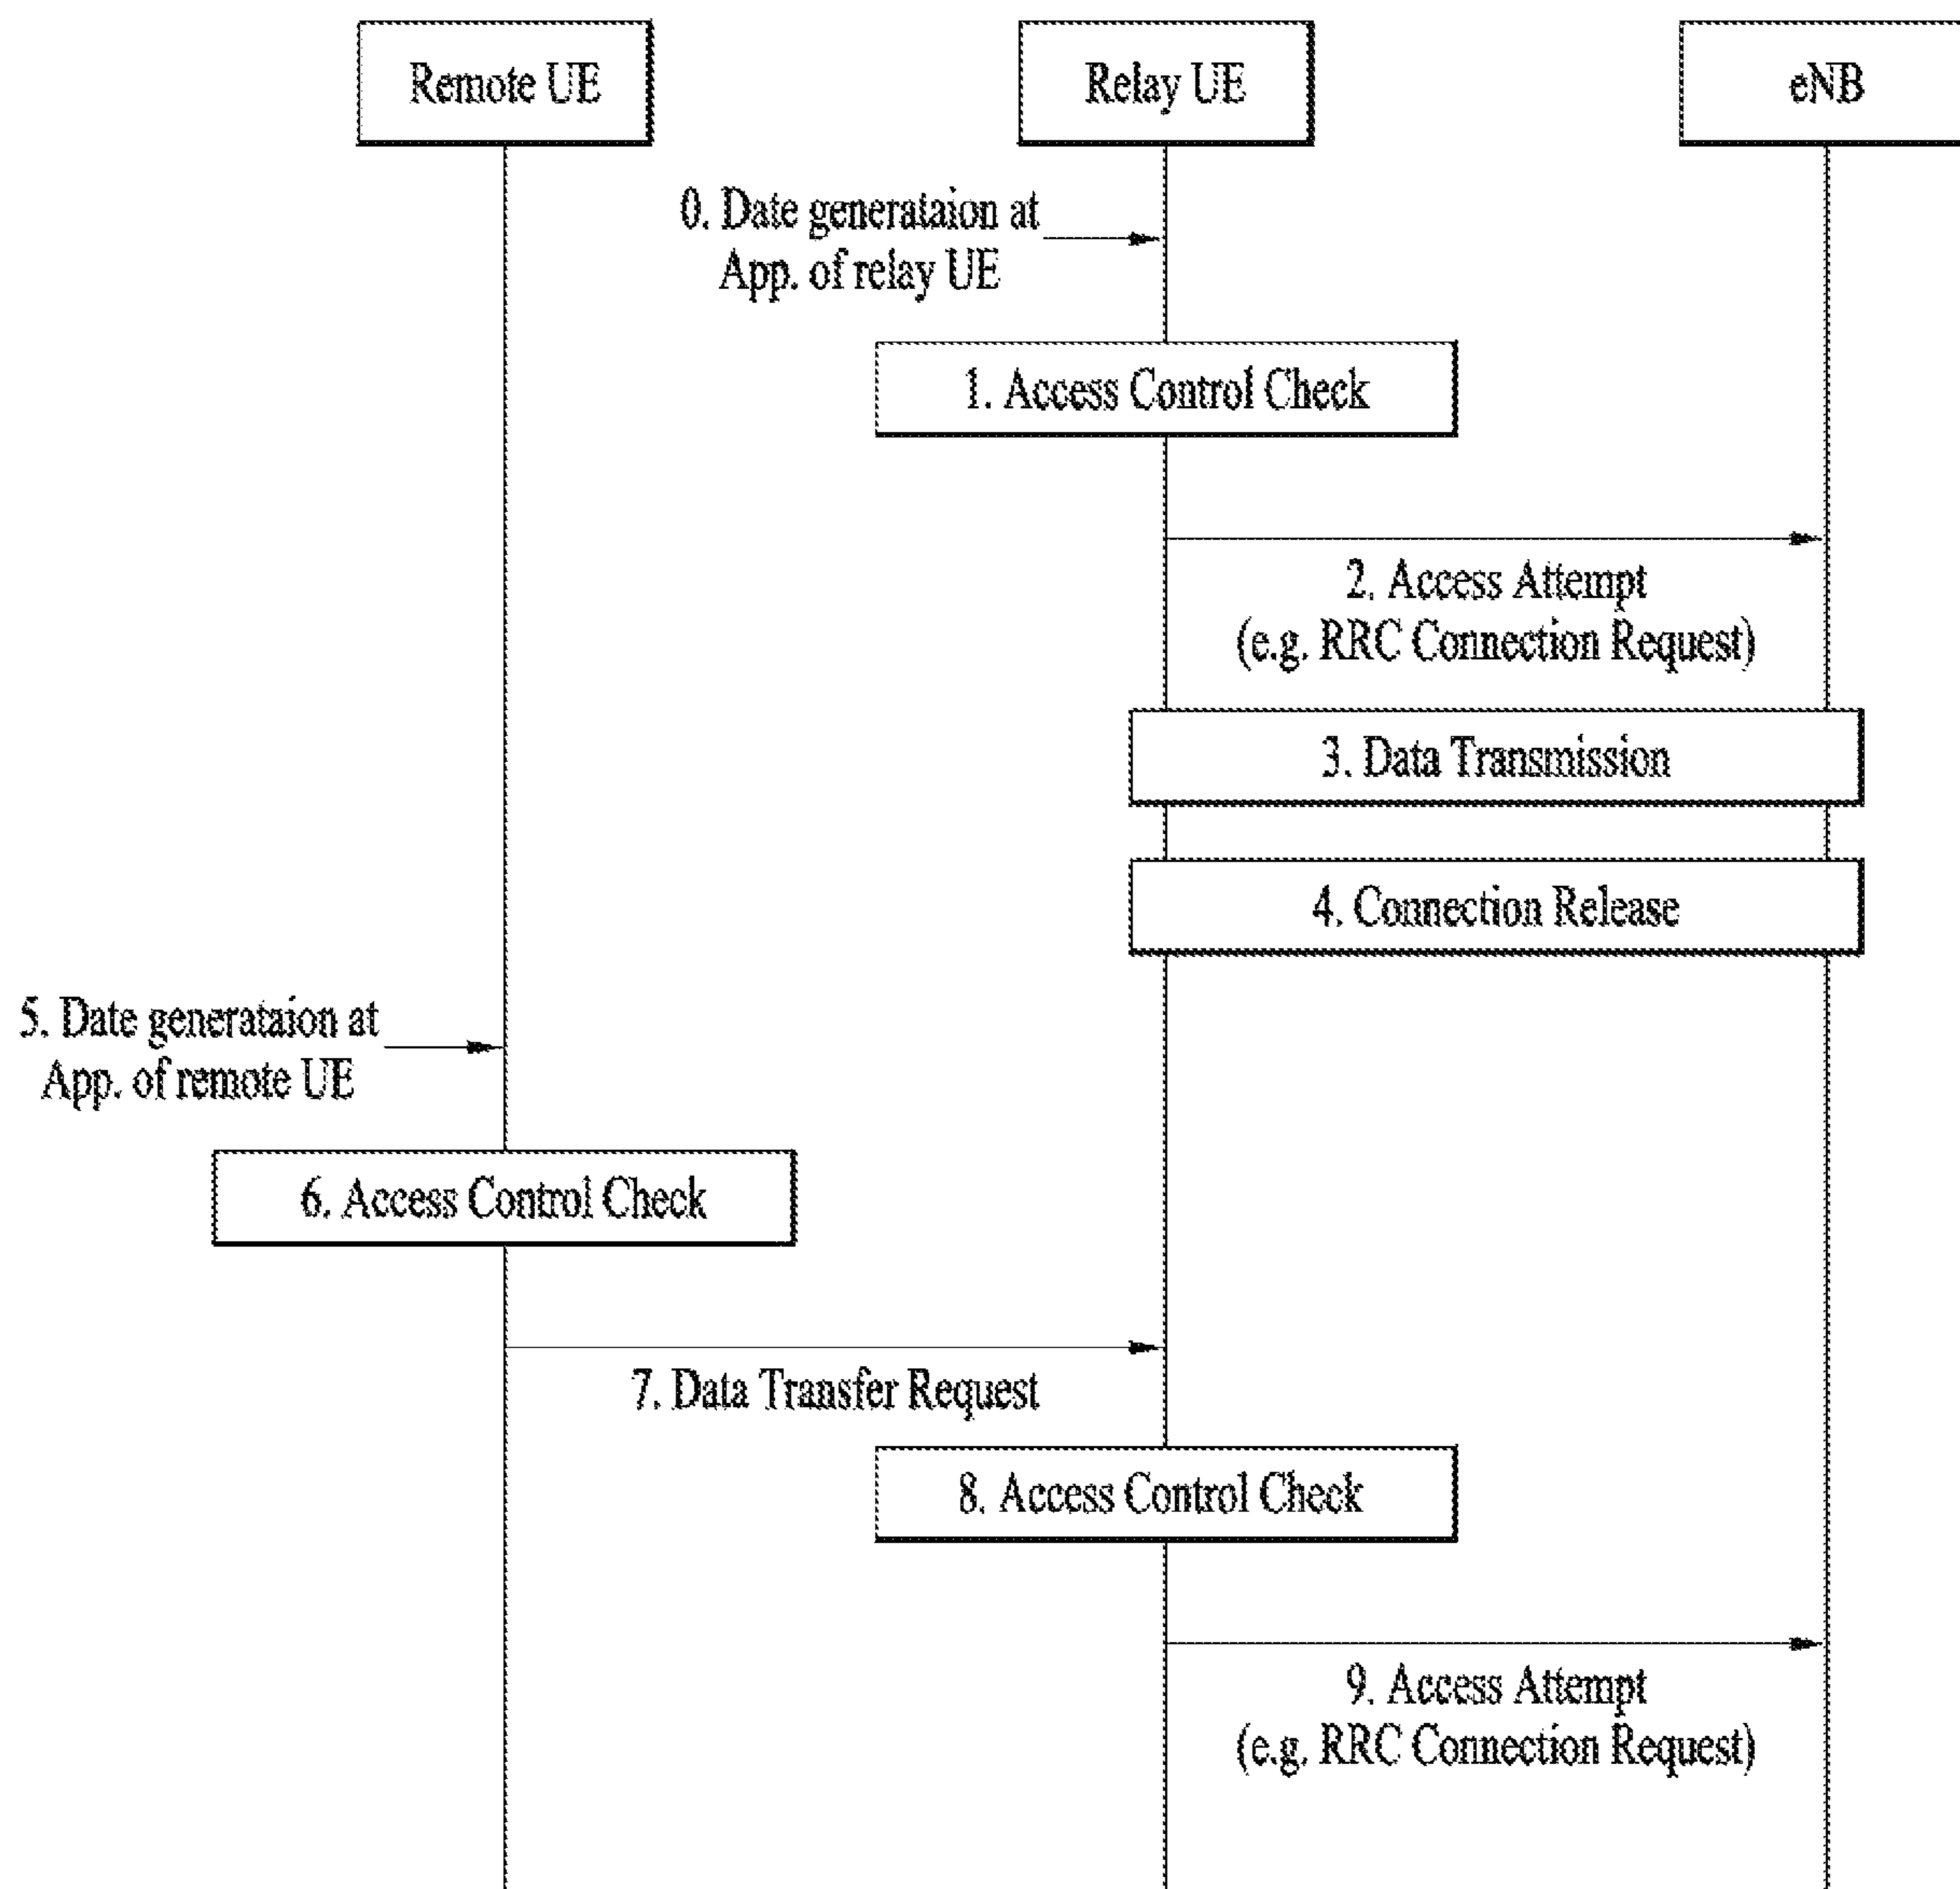 Remote UE
Relay UE
eNB
0. Date generataion at
App. of relay UE
1. Access Control Check
2. Access Attempt
(e.g. RRC Connection Request)
3. Data Transmission
4. Connection Release
5. Date generataion at
App. of remote UE
6. Access Control Check
7. Data Transfer Request
8. Access Control Check
9. Access Attempt
(e.g. RRC Connection Request)